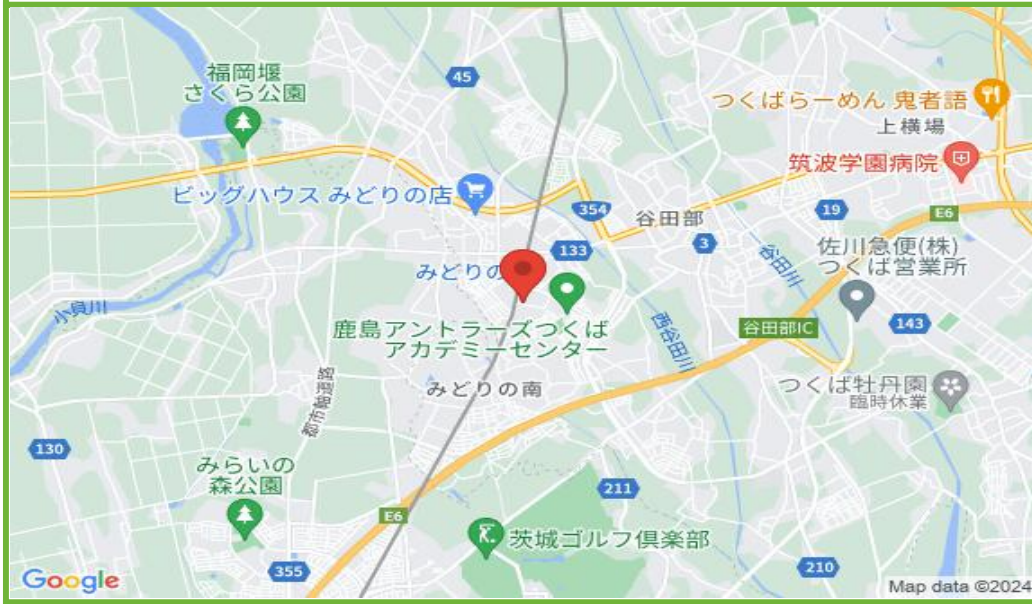 福岡堰
さくら公園
45
つくばらーめん 鬼者語
上横場
筑波学園病院
ビッグハウス みどりの店
354
谷田部
19
E6
133
3
佐川急便(株)
つくば営業所
みどりの
谷田川
小貝川
鹿島アントラーズつくば
アカデミーセンター
西谷田川
谷田部IC
143
みどりの南
都市軸道路
つくば牡丹園
臨時休業
130
みらいの
森公園
211
E6
茨城ゴルフ倶楽部
355
210
Google
Map data ©2024